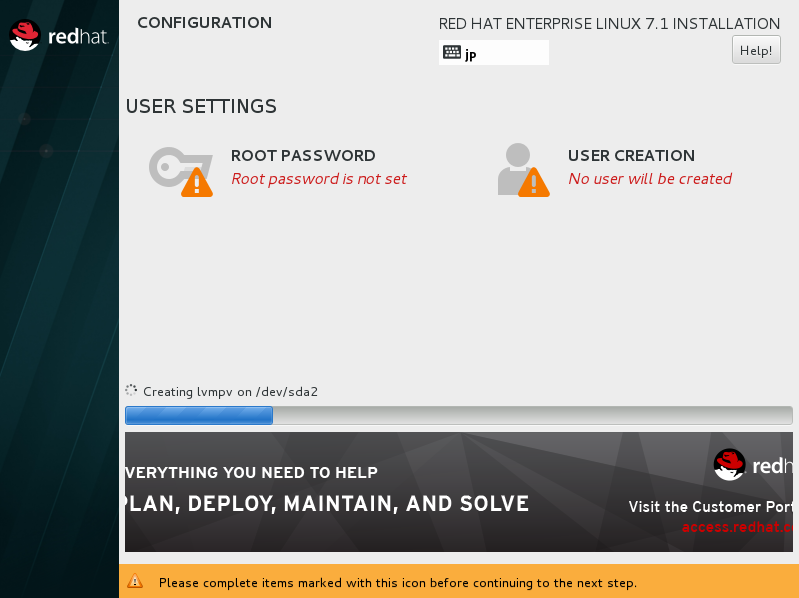 redhat.
CONFIGURATION
RED HAT ENTERPRISE LINUX 7.1 INSTALLATION
jp
Help!
USER SETTINGS
ROOT PASSWORD
Root password is not set
USER CREATION
No user will be created
Creating lvmpv on /dev/sda2
VERYTHING YOU NEED TO HELP
PLAN, DEPLOY, MAINTAIN, AND SOLVE
redh
Visit the Customer Port
access.redhat.c
Please complete items marked with this icon before continuing to the next step.